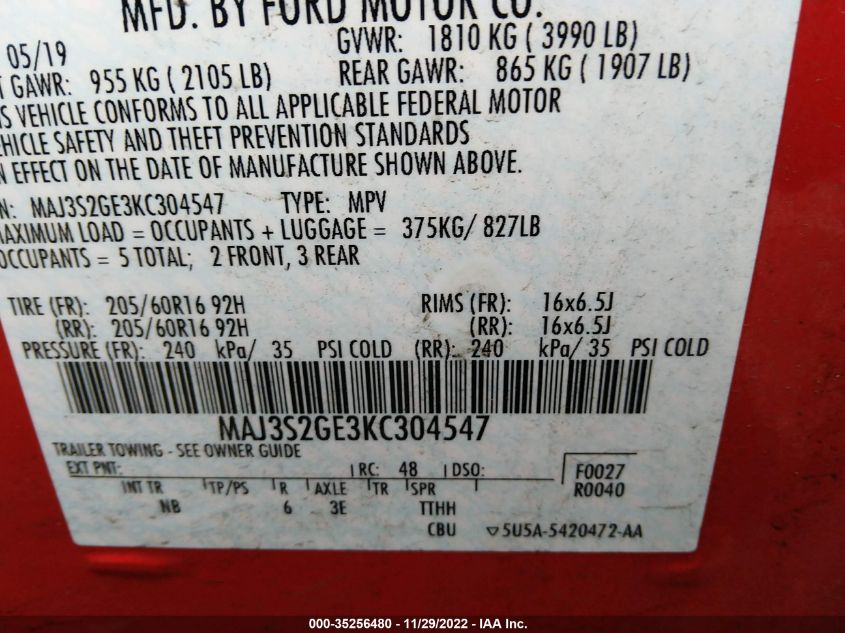 MFD. BY FORD MOTOR CO.
05/19 GVWR: 1810 KG ( 3990 LB)
GAWR: 955 KG ( 2105 LB) REAR GAWR: 865 KG ( 1907 LB)
VEHICLE CONFORMS TO ALL APPLICABLE FEDERAL MOTOR
SAFETY AND THEFT PREVENTION STANDARDS
EFFECT ON THE DATE OF MANUFACTURE SHOWN ABOVE.
MAJ3S2GE3KC304547 TYPE: MPV
LOAD = OCCUPANTS + LUGGAGE = 375KG/ 827LB
OCCUPANTS = 5 TOTAL; 2 FRONT, 3 REAR
TIRE (FR): 205/60R16 92H RIMS (FR): 16x6.5J
(RR): 205/60R16 92H (RR): 16x6.5J
PRESSURE (FR): 240 kPa/ 35 PSI COLD (RR): 240 kPa/ 35 PSI COLD
MAJ3S2GE3KC304547
TRAILER TOWING - SEE OWNER GUIDE
EXT PNT: RC: 48 DSO: F0027
R0040
INT TR TP/PS R AXLE TR SPR
NB 6 3E TTHH
CBU ▽5U5A-5420472-AA
000-35256480 - 11/29/2022 - IAA Inc.